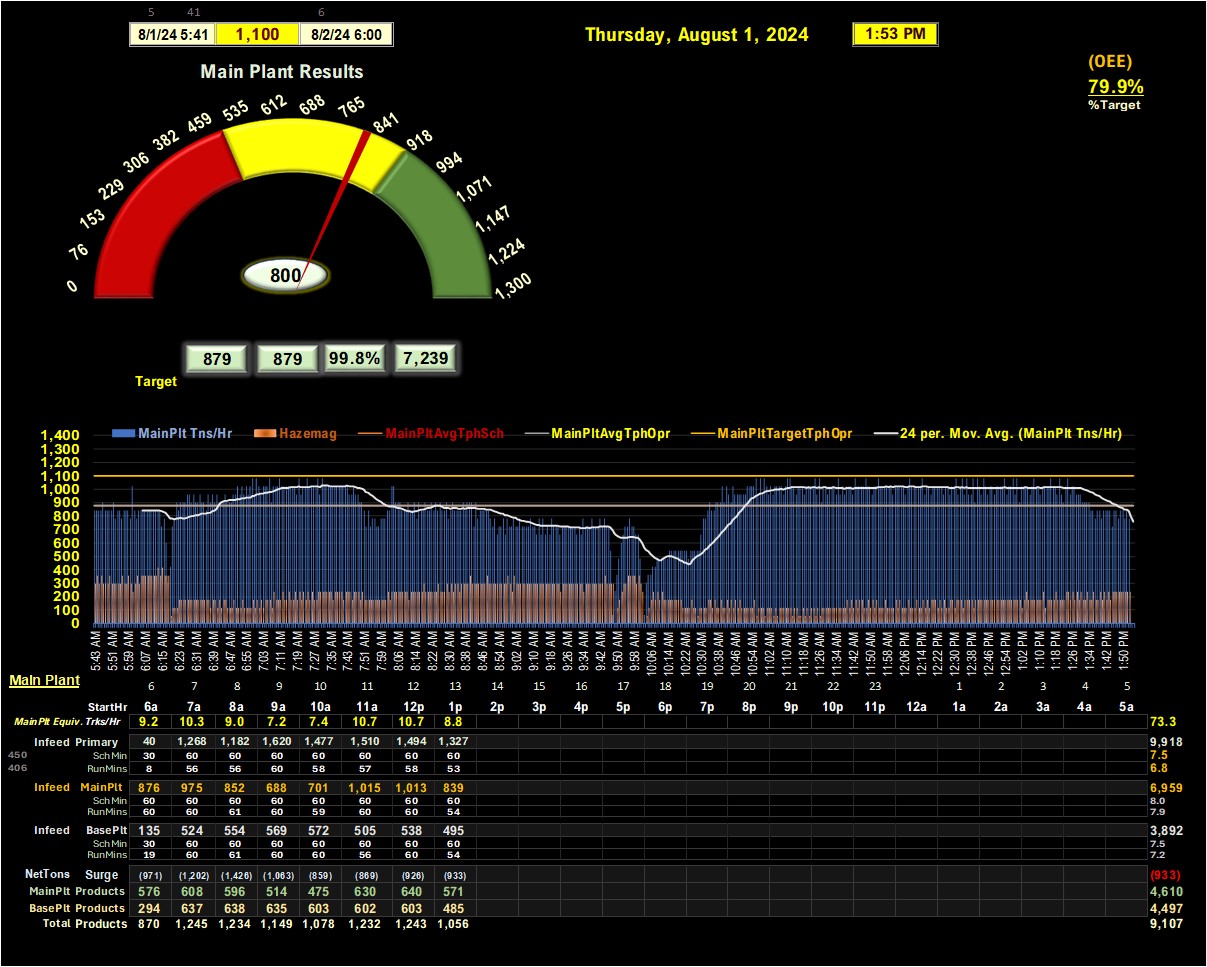 5 41 6
8/1/24 5:41 1,100 8/2/24 6:00
Thursday, August 1, 2024 1:53 PM
(OEE)
79.9%
%Target
Main Plant Results
0 76 153 229 306 382 459 535 612 688 765 841 918 994 1,071 1,147 1,224 1,300
800
879 879 99.8% 7,239
Target
MainPlt Tns/Hr Hazemag MainPltAvgTphSch MainPltAvgTphOpr MainPltTargetTphOpr 24 per. Mov. Avg. (MainPlt Tns/Hr)
1,400
1,300
1,200
1,100
1,000
900
800
700
600
500
400
300
200
100
0
5:43 AM 5:51 AM 5:59 AM 6:07 AM 6:15 AM 6:23 AM 6:31 AM 6:39 AM 6:47 AM 6:55 AM 7:03 AM 7:11 AM 7:19 AM 7:27 AM 7:35 AM 7:43 AM 7:51 AM 7:59 AM 8:06 AM 8:14 AM 8:22 AM 8:30 AM 8:38 AM 8:46 AM 8:54 AM 9:02 AM 9:10 AM 9:18 AM 9:26 AM 9:34 AM 9:42 AM 9:50 AM 9:58 AM 10:06 AM 10:14 AM 10:22 AM 10:30 AM 10:38 AM 10:46 AM 10:54 AM 11:02 AM 11:10 AM 11:18 AM 11:26 AM 11:34 AM 11:42 AM 11:50 AM 11:58 AM 12:06 PM 12:14 PM 12:22 PM 12:30 PM 12:38 PM 12:46 PM 12:54 PM 1:02 PM 1:10 PM 1:18 PM 1:26 PM 1:34 PM 1:42 PM 1:50 PM
Main Plant
6 7 8 9 10 11 12 13 14 15 16 17 18 19 20 21 22 23 1 2 3 4 5
StartHr 6a 7a 8a 9a 10a 11a 12p 1p 2p 3p 4p 5p 6p 7p 8p 9p 10p 11p 12a 1a 2a 3a 4a 5a
MainPlt Equiv. Trks/Hr 9.2 10.3 9.0 7.2 7.4 10.7 10.7 8.8 73.3
Infeed Primary 40 1,268 1,182 1,620 1,477 1,510 1,494 1,327 9,918
450 SchMin 30 60 60 60 60 60 60 60 7.5
406 RunMins 8 56 56 60 58 57 58 53 6.8
Infeed MainPlt 876 975 852 688 701 1,015 1,013 839 6,959
SchMin 60 60 60 60 60 60 60 60 8.0
RunMins 60 60 61 60 59 60 60 54 7.9
Infeed BasePlt 135 524 554 569 572 505 538 495 3,892
SchMin 30 60 60 60 60 60 60 60 7.5
RunMins 19 60 61 60 60 56 60 54 7.2
NetTons Surge (971) (1,202) (1,426) (1,063) (859) (869) (926) (933) (933)
MainPlt Products 576 608 596 514 475 630 640 571 4,610
BasePlt Products 294 637 638 635 603 602 603 485 4,497
Total Products 870 1,245 1,234 1,149 1,078 1,232 1,243 1,056 9,107